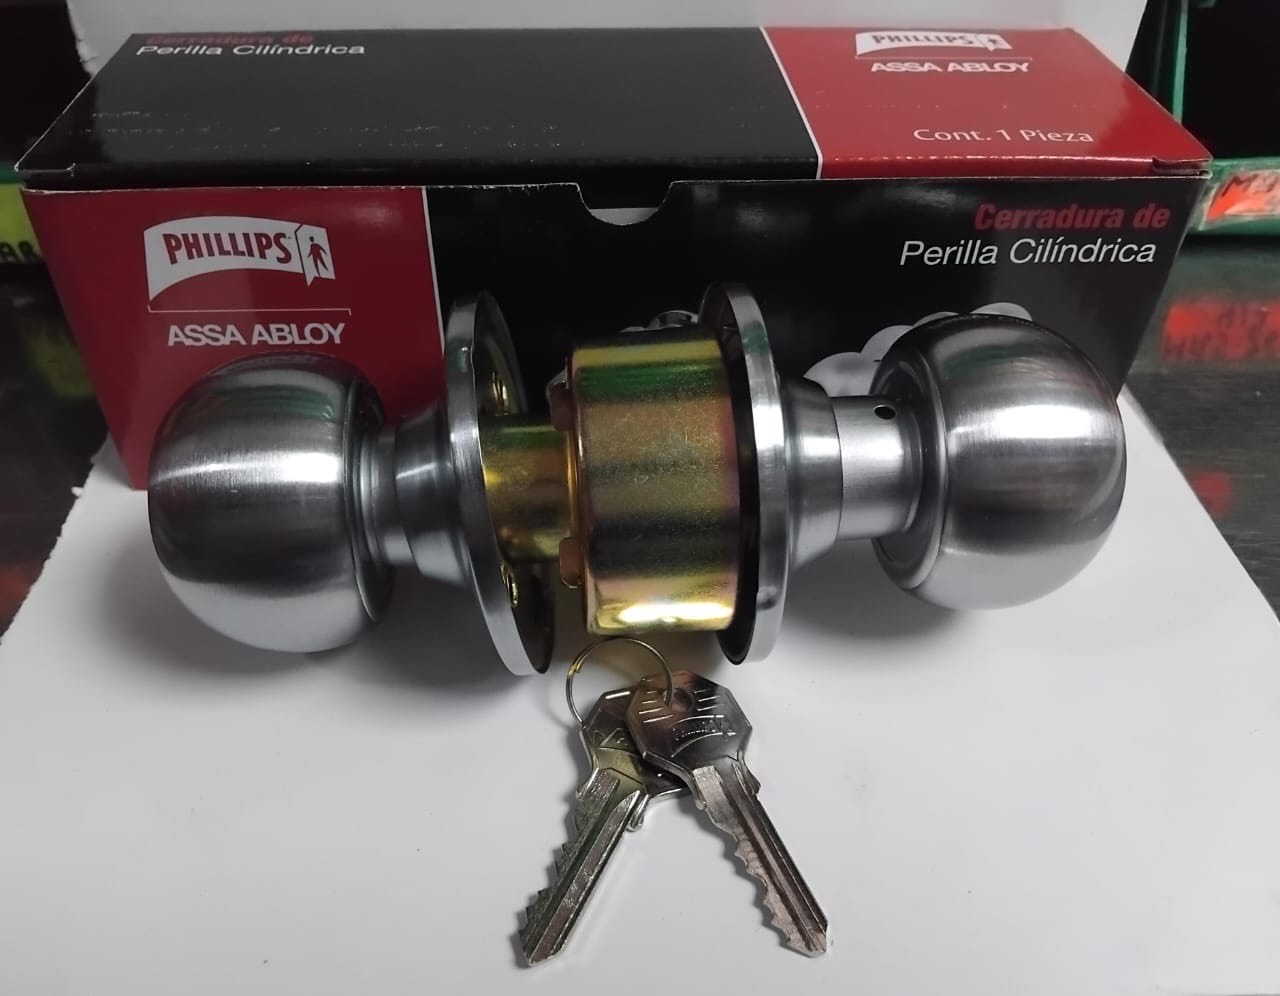 Cerradura de
Perilla Cilíndrica
PHILLIPS
ASSA ABLOY
Cont. 1 Pieza
PHILLIPS
ASSA ABLOY
Cerradura de
Perilla Cilíndrica